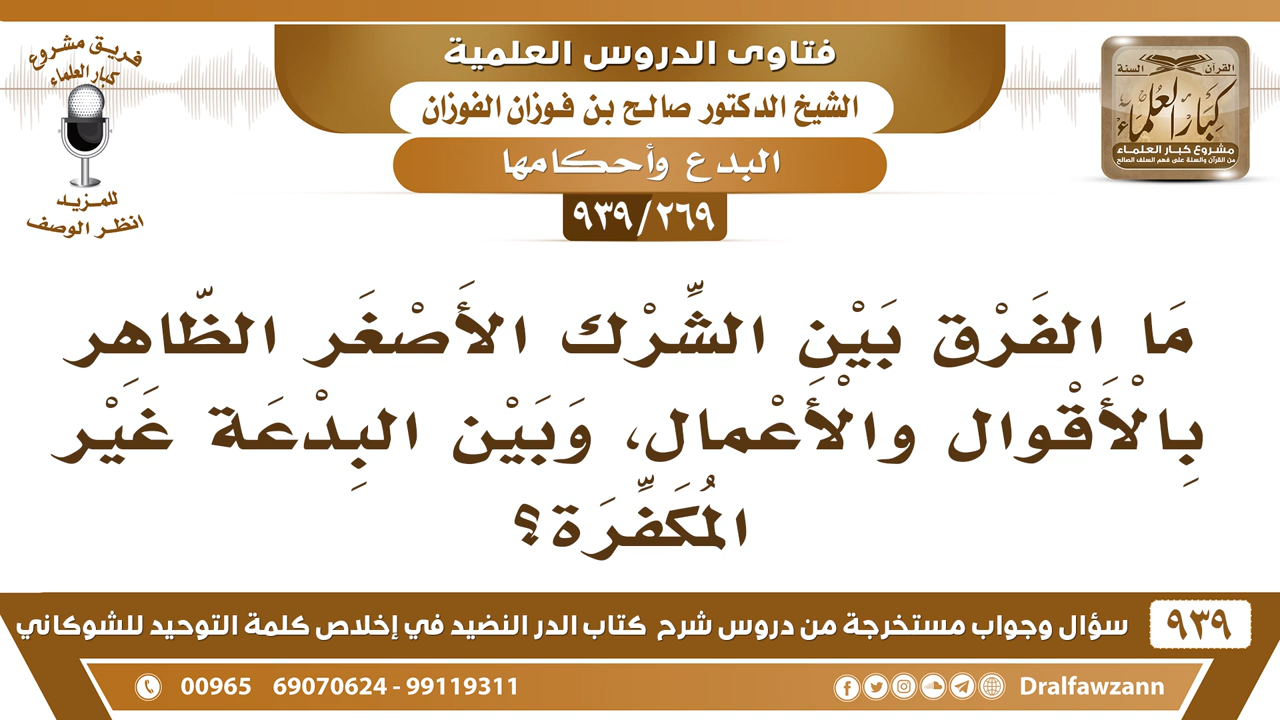 فتاوى الدروس العلمية
الشيخ الدكتور صالح بن فوزان الفوزان
البدع وأحكامها
٩٣٩/٢٦٩
فريق مشروع
كبار العلماء
للمزيد
انظر الوصف
القرآن السنة
كبار العلماء
مشروع كبار العلماء
من القرآن والسنة على فهم السلف الصالح
مَا الفَرْق بَيْن الشِّرْك الأَصْغَر الظّاهر
بِالْأَقْوال والْأَعْمال، وَبَيْن البِدْعَة غَيْر
المُكَفِّرَة؟
٩٣٩ سؤال وجواب مستخرجة من دروس شرح كتاب الدر النضيد في إخلاص كلمة التوحيد للشوكاني
00965 69070624 - 99119311
Dralfawzann